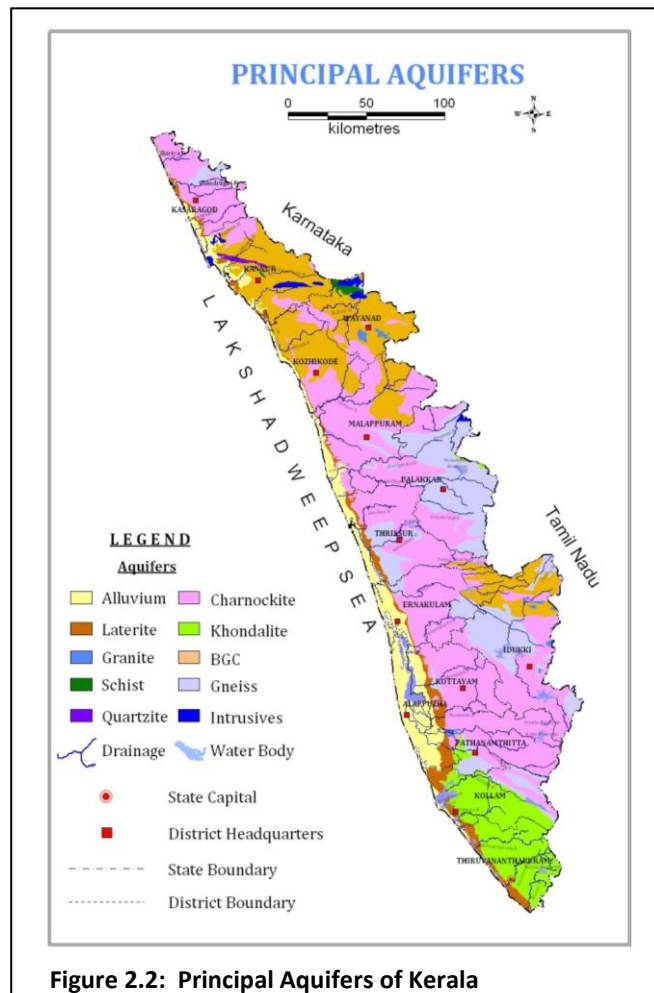 PRINCIPAL AQUIFERS
0 50 100
kilometres
N
W E
S
KASARAGOD
Karnataka
KANNUR
WAYANAD
KOZHIKODE
LAKSHADWEEP SEA
MALAPPURAM
PALAKKAD
Tamil Nadu
THRISSUR
ERNAKULAM
IDUKKI
KOTTAYAM
ALAPPUZHA
PATHANAMTHITTA
KOLLAM
THIRUVANANTHAPURAM
LEGEND
Aquifers
Alluvium Charnockite
Laterite Khondalite
Granite BGC
Schist Gneiss
Quartzite Intrusives
Drainage Water Body
State Capital
District Headquarters
State Boundary
District Boundary
Figure 2.2: Principal Aquifers of Kerala